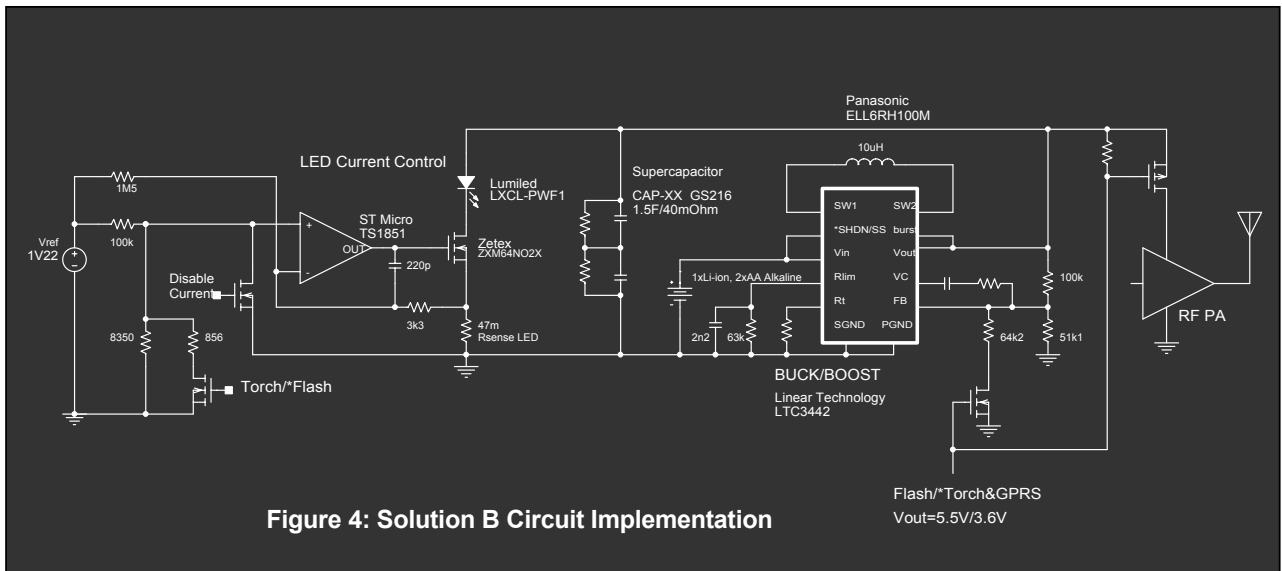 Panasonic
ELL6RH100M
10uH
LED Current Control
1M5
Lumiled
LXCL-PWF1
Supercapacitor
CAP-XX GS216
1.5F/40mOhm
ST Micro
TS1851
100k
Vref
1V22
+
-
OUT
Zetex
ZXM64NO2X
220p
Disable
Current
3k3
47m
Rsense LED
8350
856
Torch/*Flash
SW1
SW2
*SHDN/SS
burst
Vin
Vout
Rlim
VC
Rt
FB
SGND
PGND
1xLi-ion, 2xAA Alkaline
2n2
63k
100k
64k2
51k1
RF PA
BUCK/BOOST
Linear Technology
LTC3442
Flash/*Torch&GPRS
Vout=5.5V/3.6V
Figure 4: Solution B Circuit Implementation